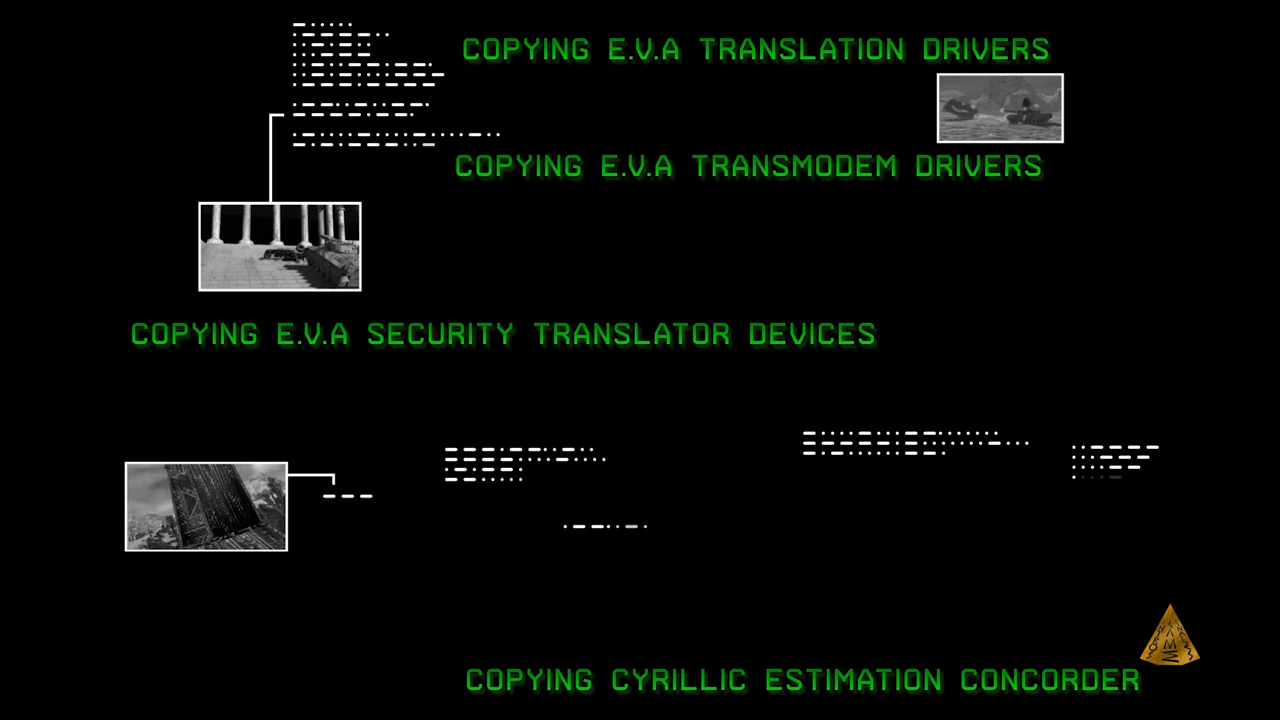 COPYING E.V.A TRANSLATION DRIVERS
COPYING E.V.A TRANSMODEM DRIVERS
COPYING E.V.A SECURITY TRANSLATOR DEVICES
COPYING CYRILLIC ESTIMATION CONCORDER